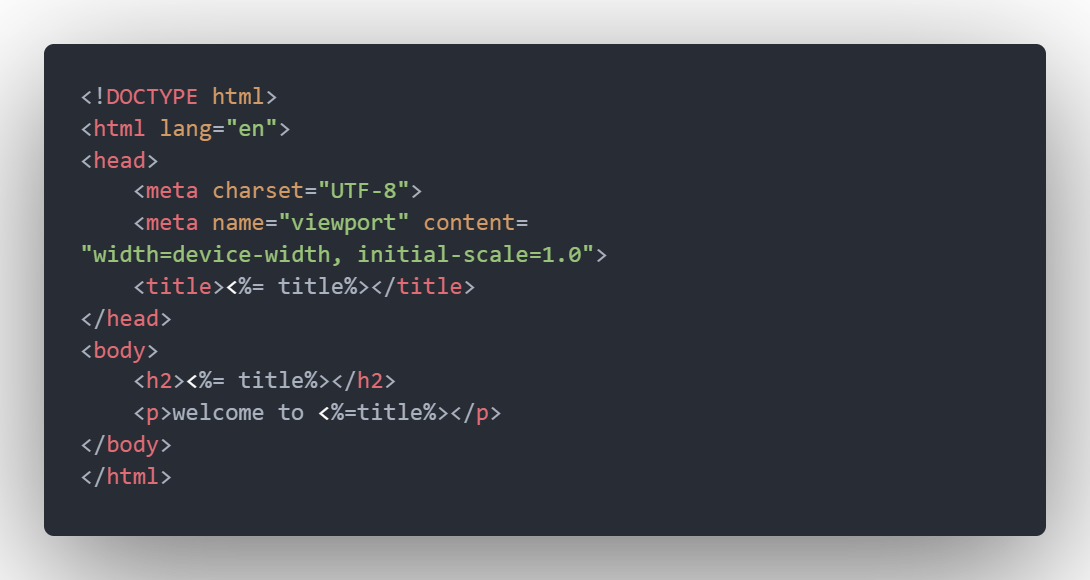 <!DOCTYPE html>
<html lang="en">
<head>
    <meta charset="UTF-8">
    <meta name="viewport" content=
"width=device-width, initial-scale=1.0">
    <title><%= title%></title>
</head>
<body>
    <h2><%= title%></h2>
    <p>welcome to <%=title%></p>
</body>
</html>